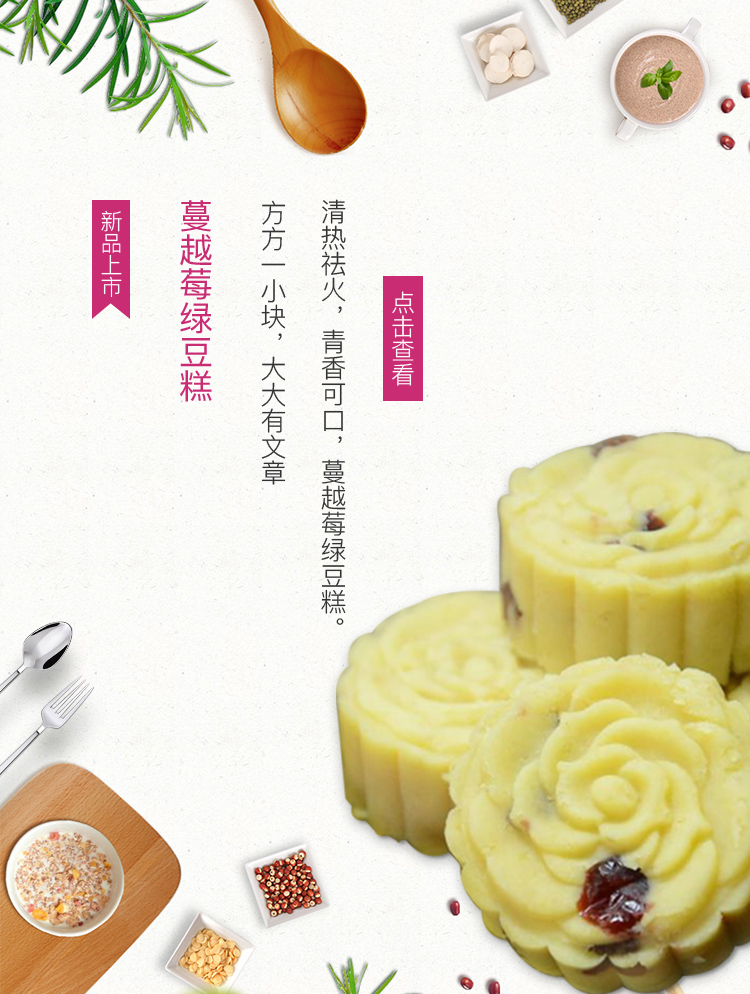 新品上市
蔓越莓绿豆糕
方方一小块，大大有文章
清热祛火，青香可口，蔓越莓绿豆糕。
点击查看